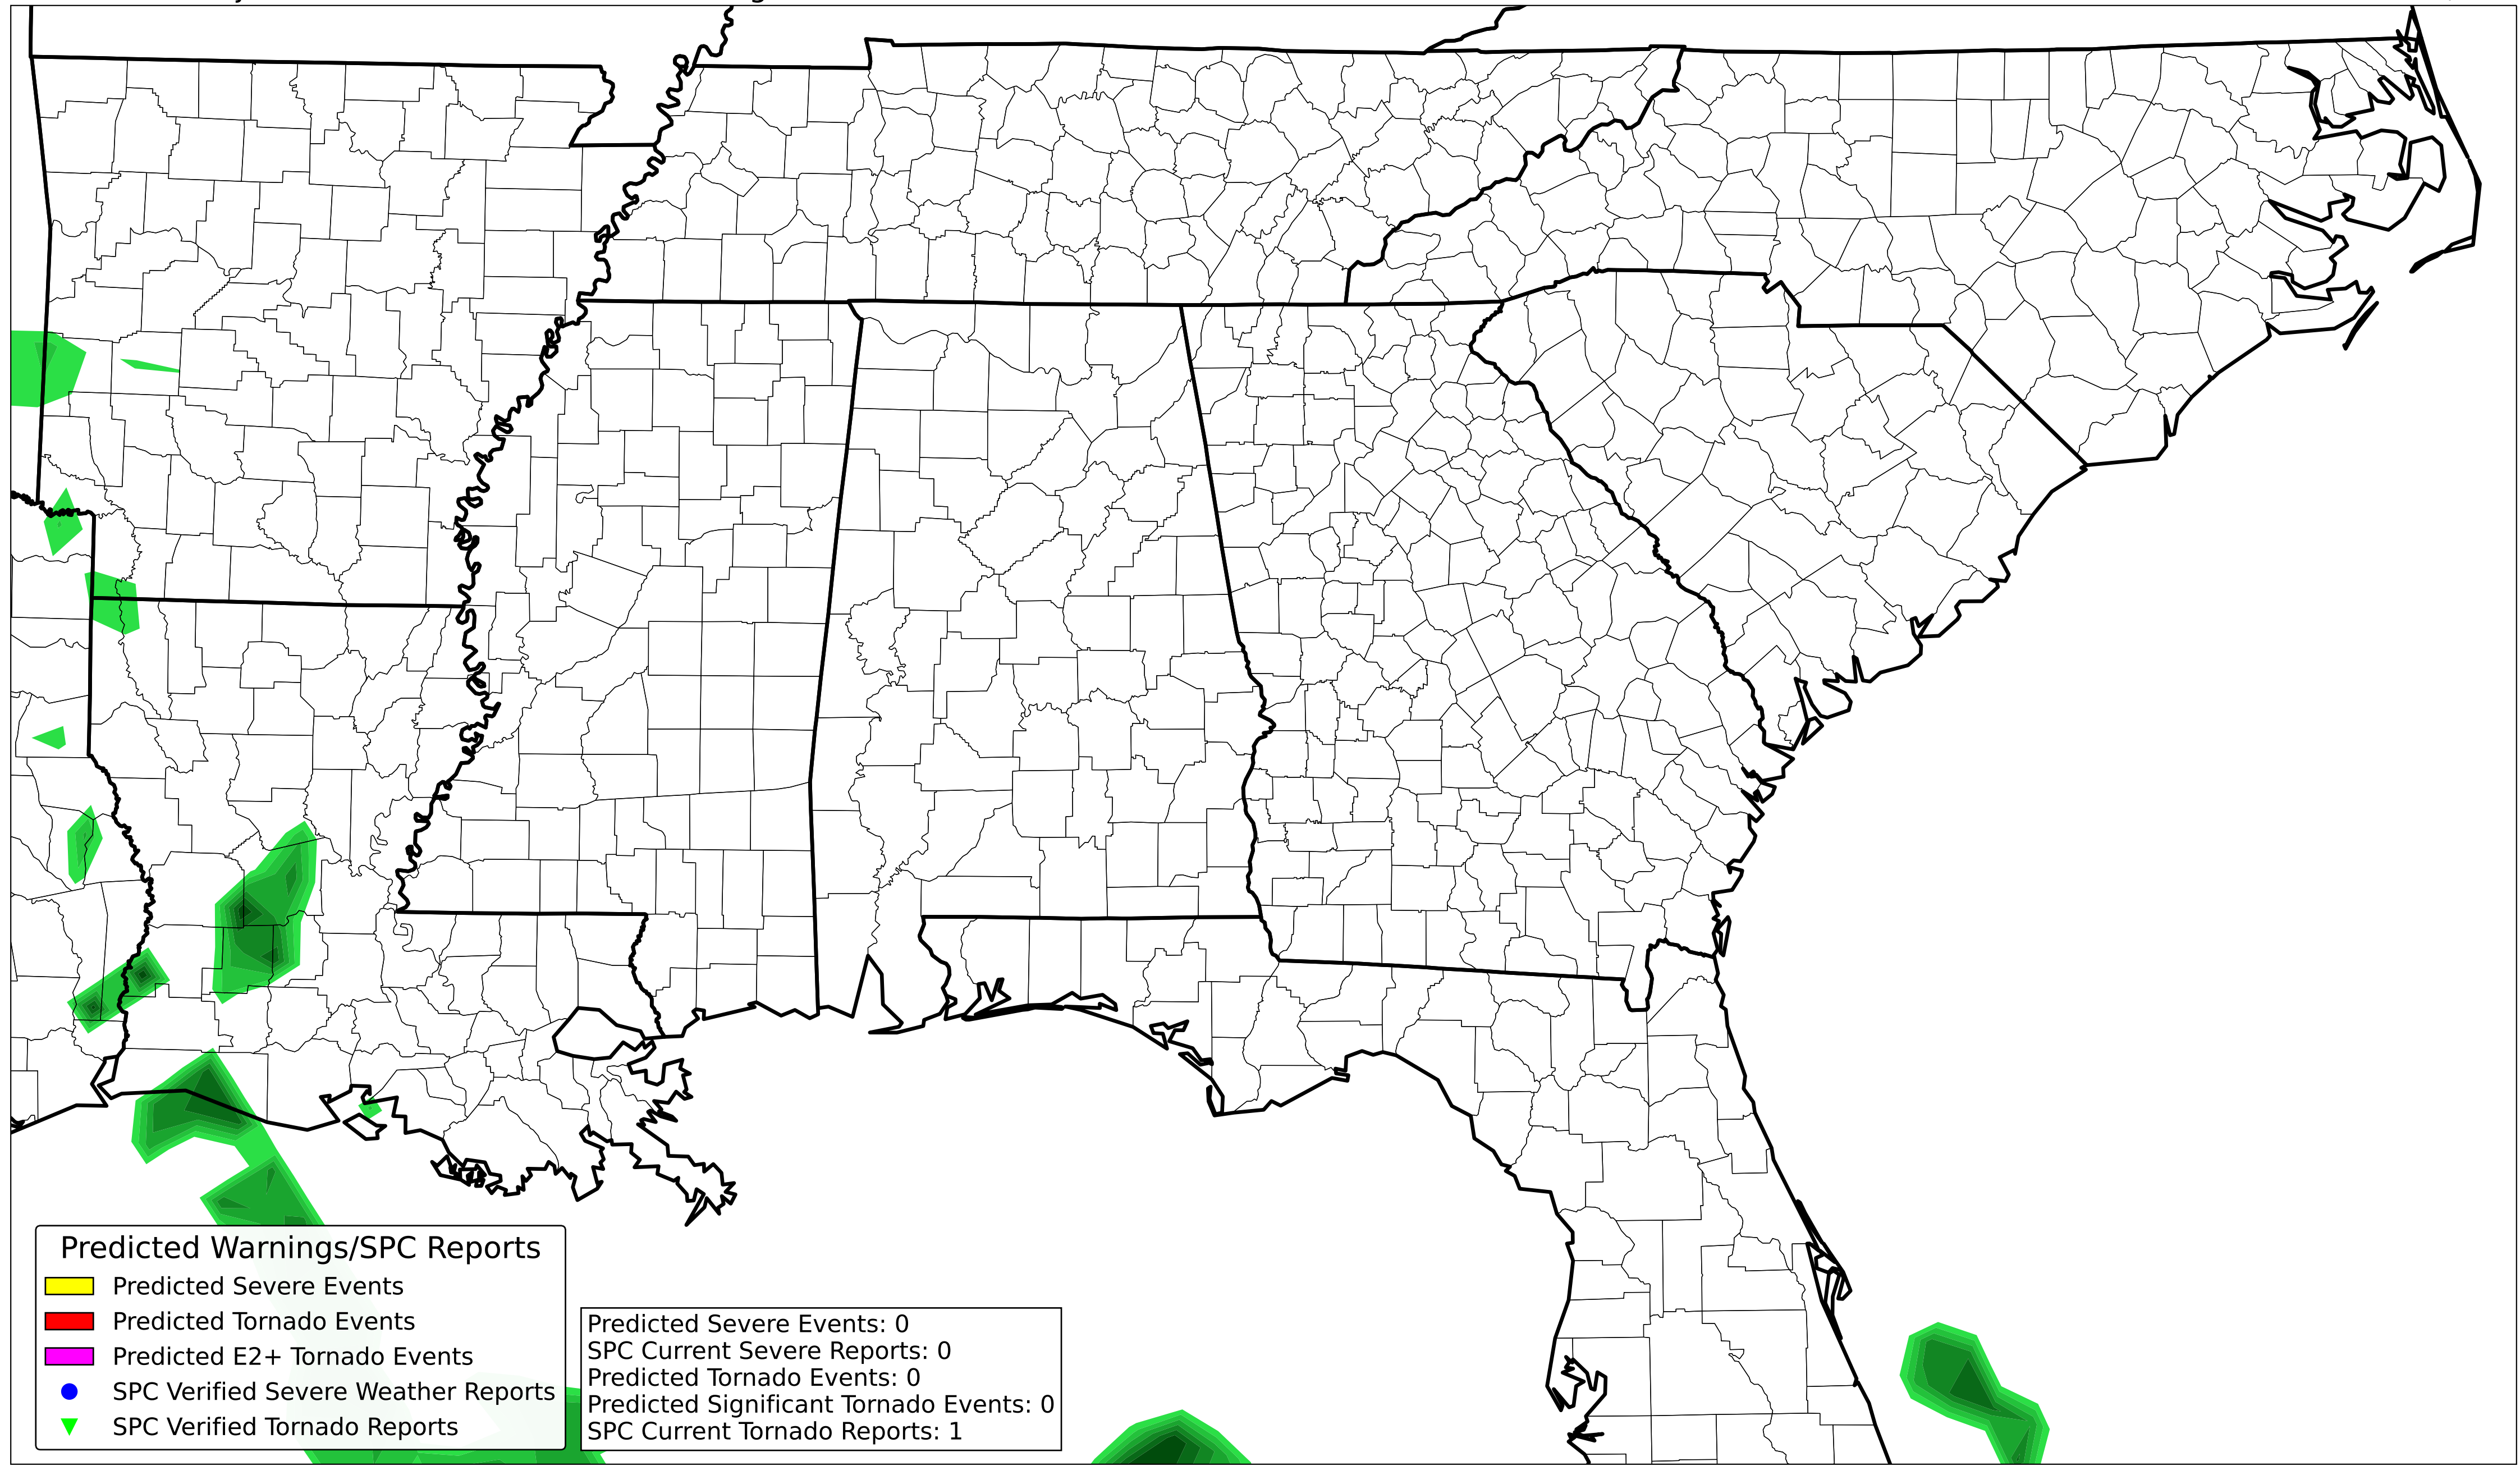 Predicted Warnings/SPC Reports
Predicted Severe Events
Predicted Tornado Events
Predicted E2+ Tornado Events
SPC Verified Severe Weather Reports
SPC Verified Tornado Reports
Predicted Severe Events: 0
SPC Current Severe Reports: 0
Predicted Tornado Events: 0
Predicted Significant Tornado Events: 0
SPC Current Tornado Reports: 1